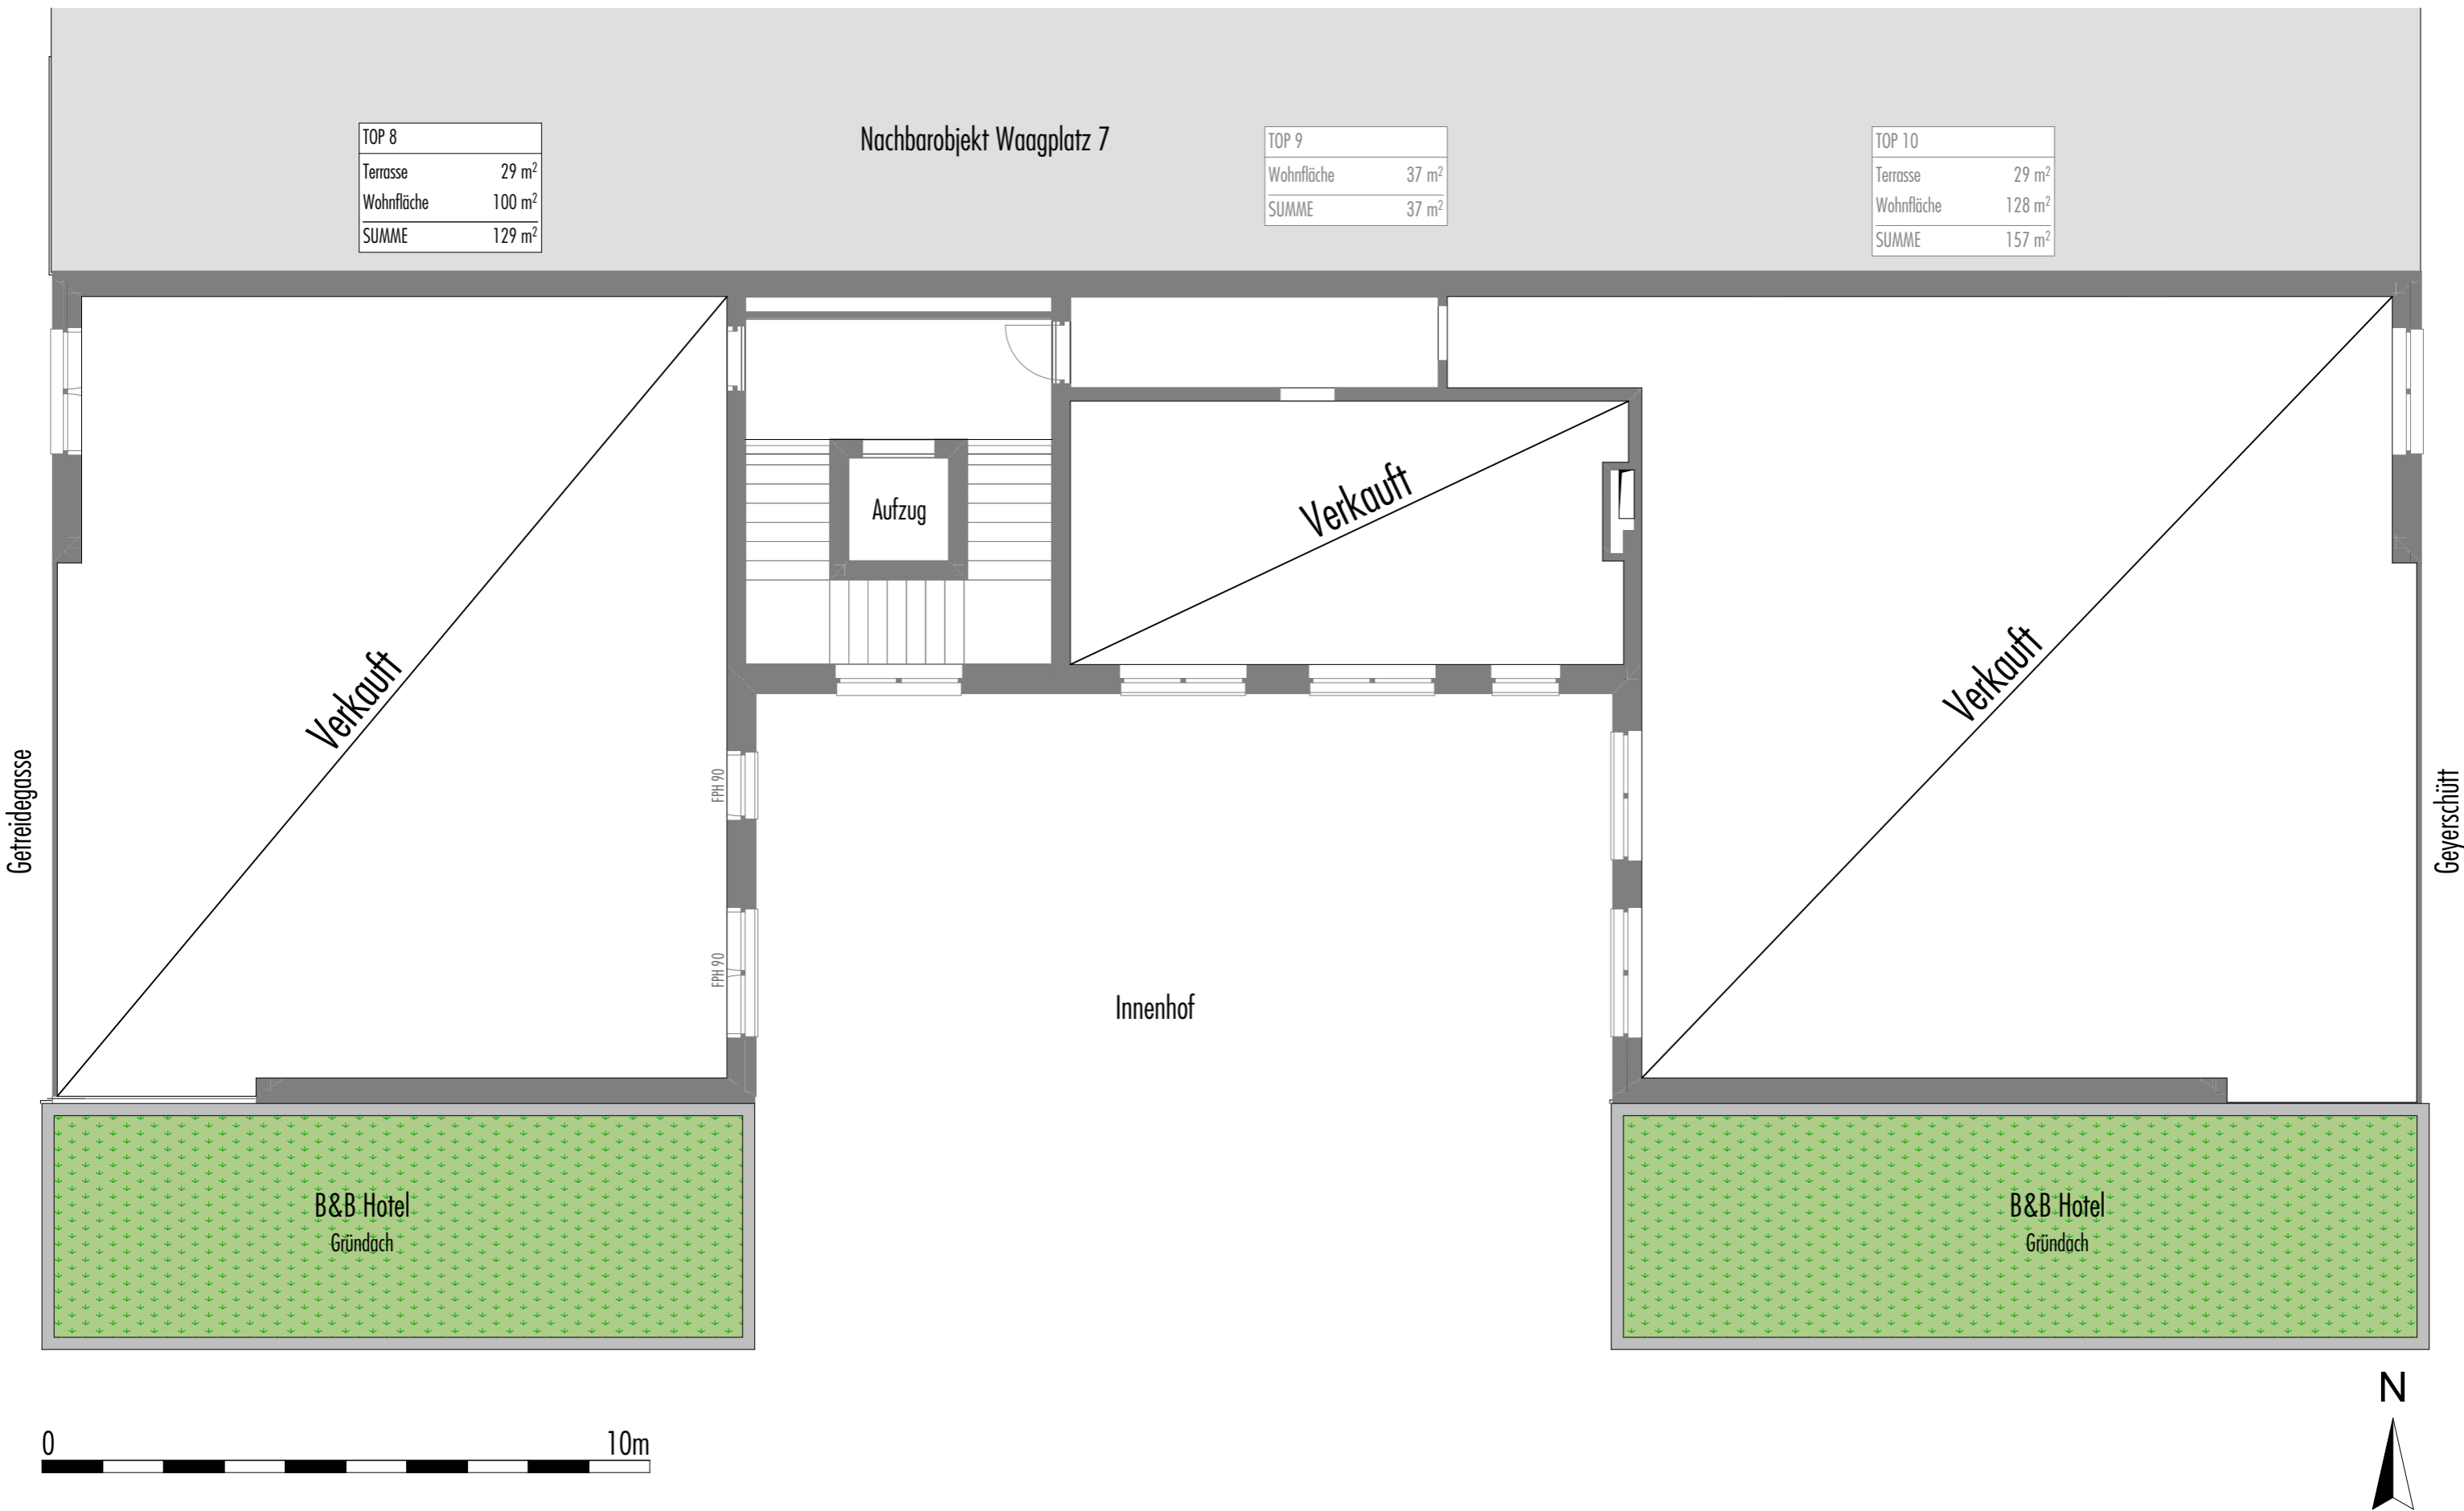 Nachbarobjekt Waagplatz 7
TOP 8
Terrasse 29 m²
Wohnfläche 100 m²
SUMME 129 m²
TOP 9
Wohnfläche 37 m²
SUMME 37 m²
TOP 10
Terrasse 29 m²
Wohnfläche 128 m²
SUMME 157 m²
Aufzug
Verkauft
Verkauft
Verkauft
Getreidegasse
FPH 90
FPH 90
Geyerschütt
Innenhof
B&B Hotel
Gründach
B&B Hotel
Gründach
N
0 10m